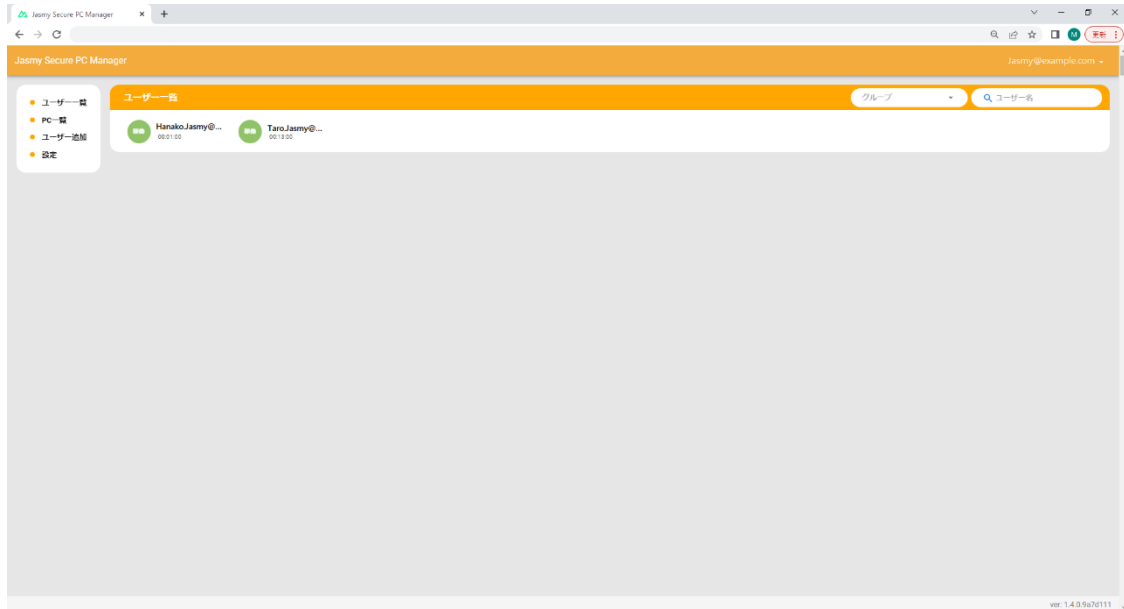 Jasmy Secure PC Manager
M
更新
Jasmy Secure PC Manager
Jasmy@example.com
ユーザー一覧
PC一覧
ユーザー追加
設定
ユーザー一覧
グループ
ユーザー名
Hanako.Jasmy@...
00:01:00
Taro.Jasmy@...
00:13:00
ver: 1.4.0.9a7d111